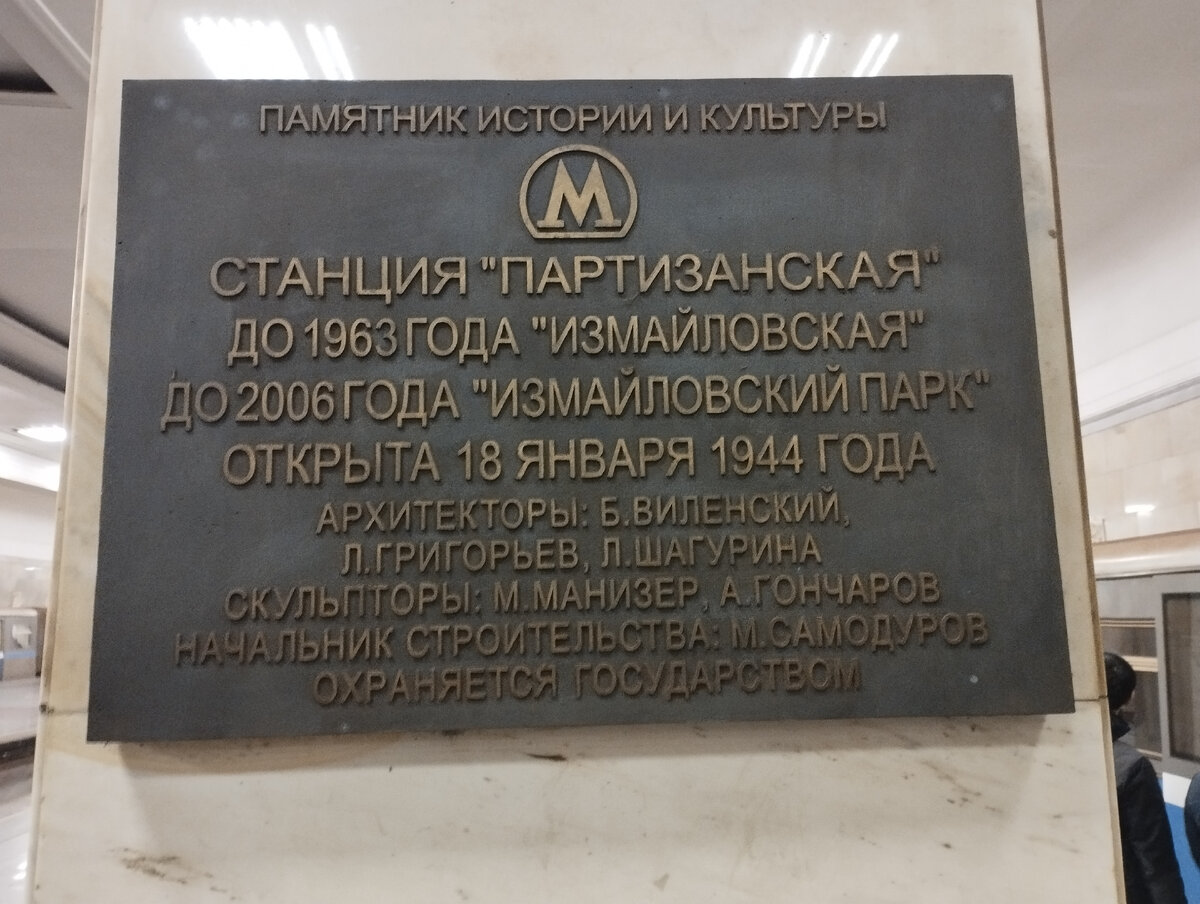 ПАМЯТНИК ИСТОРИИ И КУЛЬТУРЫ
М
СТАНЦИЯ "ПАРТИЗАНСКАЯ"
ДО 1963 ГОДА "ИЗМАЙЛОВСКАЯ"
ДО 2006 ГОДА "ИЗМАЙЛОВСКИЙ ПАРК"
ОТКРЫТА 18 ЯНВАРЯ 1944 ГОДА
АРХИТЕКТОРЫ: Б.ВИЛЕНСКИЙ,
Л.ГРИГОРЬЕВ, Л.ШАГУРИНА
СКУЛЬПТОРЫ: М.МАНИЗЕР, А.ГОНЧАРОВ
НАЧАЛЬНИК СТРОИТЕЛЬСТВА: М.САМОДУРОВ
ОХРАНЯЕТСЯ ГОСУДАРСТВОМ